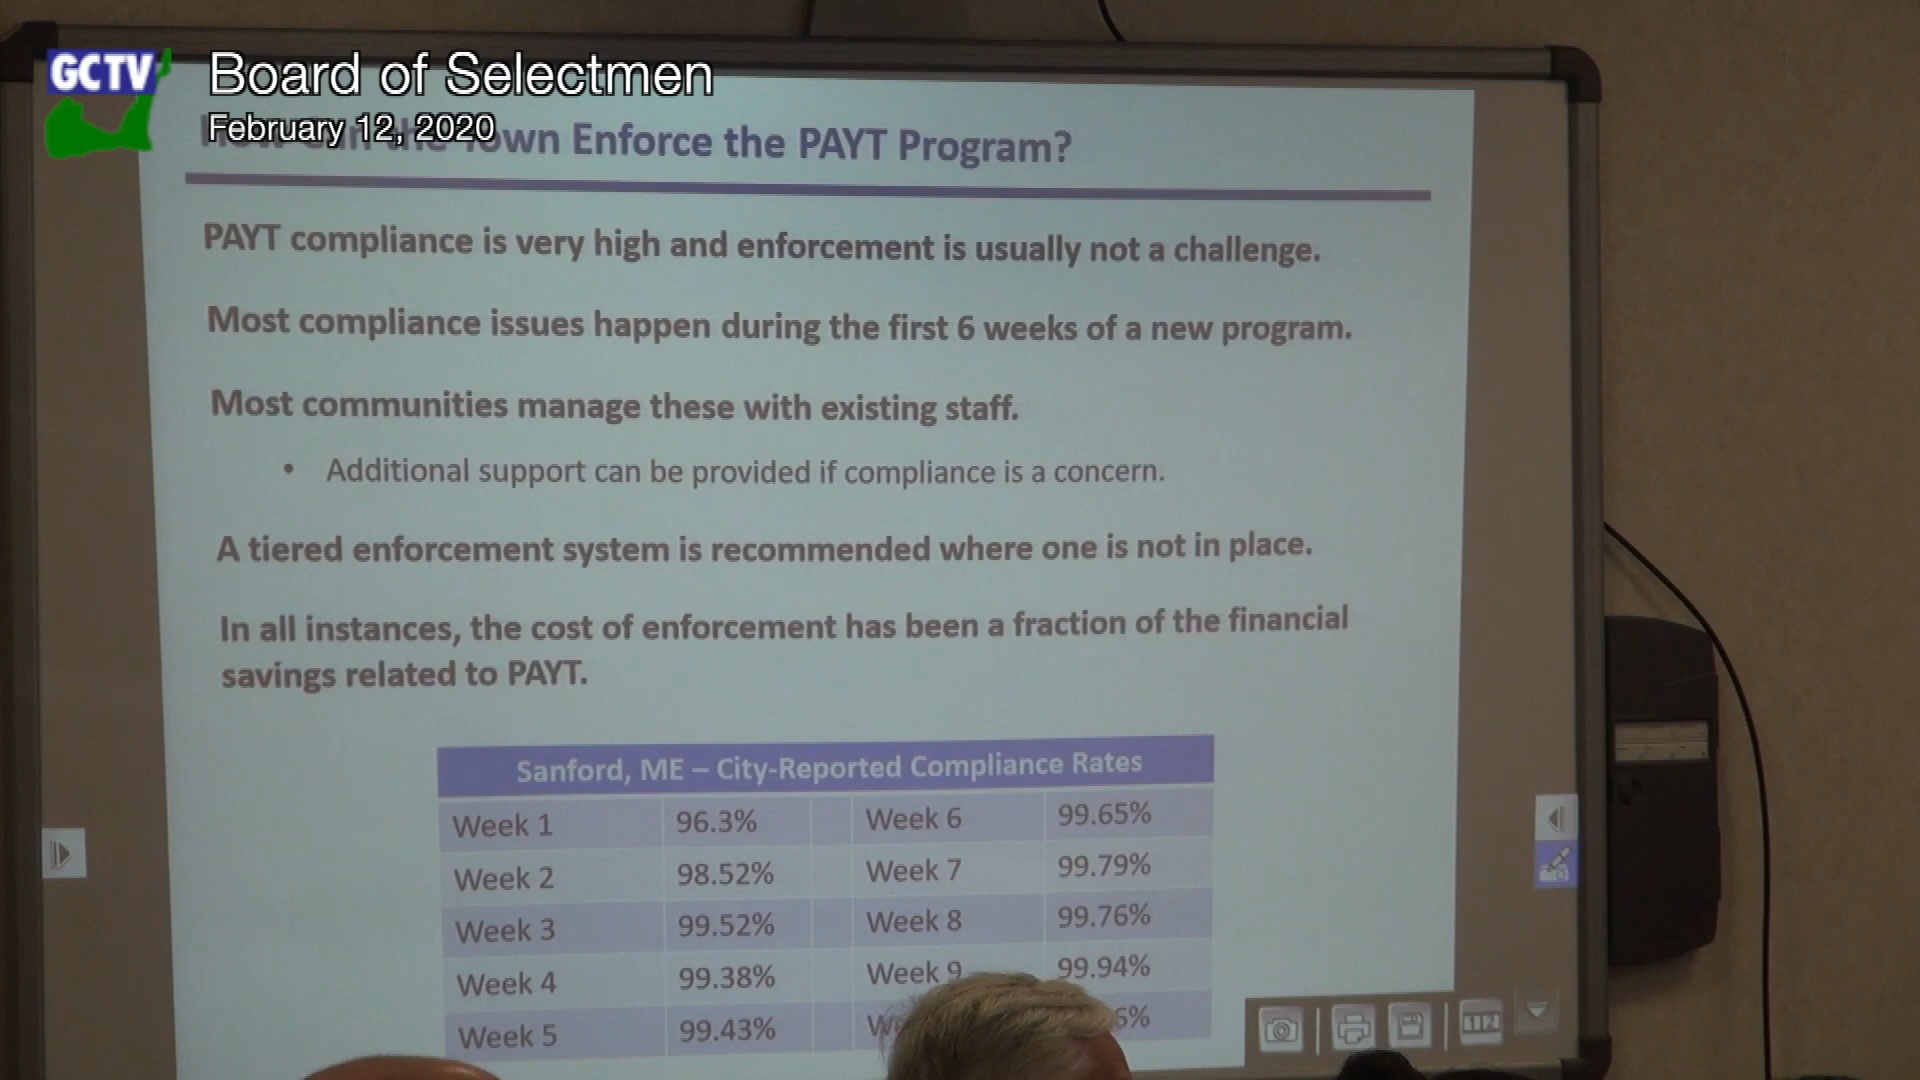 GCTV
Board of Selectmen
February 12, 2020
Town Enforce the PAYT Program?
PAYT compliance is very high and enforcement is usually not a challenge.
Most compliance issues happen during the first 6 weeks of a new program.
Most communities manage these with existing staff.
• Additional support can be provided if compliance is a concern.
A tiered enforcement system is recommended where one is not in place.
In all instances, the cost of enforcement has been a fraction of the financial
savings related to PAYT.
Sanford, ME – City-Reported Compliance Rates
Week 1 96.3% Week 6 99.65%
Week 2 98.52% Week 7 99.79%
Week 3 99.52% Week 8 99.76%
Week 4 99.38% Week 9 99.94%
Week 5 99.43%